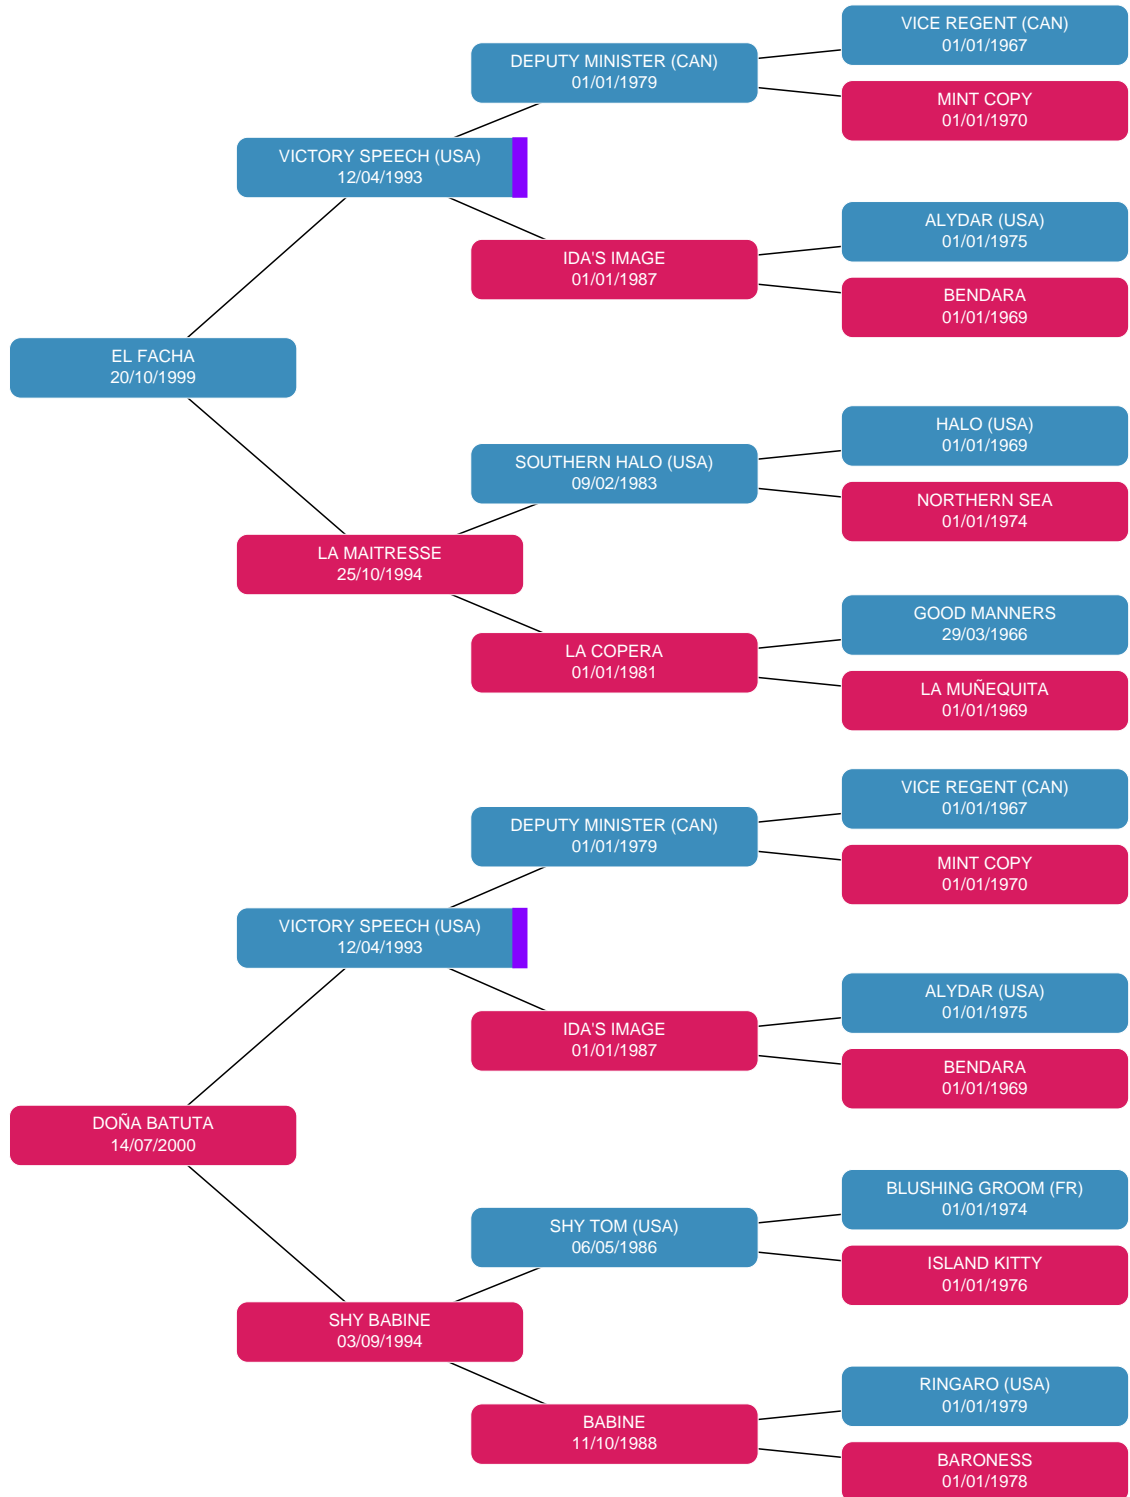 VICE REGENT (CAN)
01/01/1967
DEPUTY MINISTER (CAN)
01/01/1979
MINT COPY
01/01/1970
VICTORY SPEECH (USA)
12/04/1993
ALYDAR (USA)
01/01/1975
IDA'S IMAGE
01/01/1987
BENDARA
01/01/1969
EL FACHA
20/10/1999
HALO (USA)
01/01/1969
SOUTHERN HALO (USA)
09/02/1983
NORTHERN SEA
01/01/1974
LA MAITRESSE
25/10/1994
GOOD MANNERS
29/03/1966
LA COPERA
01/01/1981
LA MUÑEQUITA
01/01/1969
VICE REGENT (CAN)
01/01/1967
DEPUTY MINISTER (CAN)
01/01/1979
MINT COPY
01/01/1970
VICTORY SPEECH (USA)
12/04/1993
ALYDAR (USA)
01/01/1975
IDA'S IMAGE
01/01/1987
BENDARA
01/01/1969
DOÑA BATUTA
14/07/2000
BLUSHING GROOM (FR)
01/01/1974
SHY TOM (USA)
06/05/1986
ISLAND KITTY
01/01/1976
SHY BABINE
03/09/1994
RINGARO (USA)
01/01/1979
BABINE
11/10/1988
BARONESS
01/01/1978